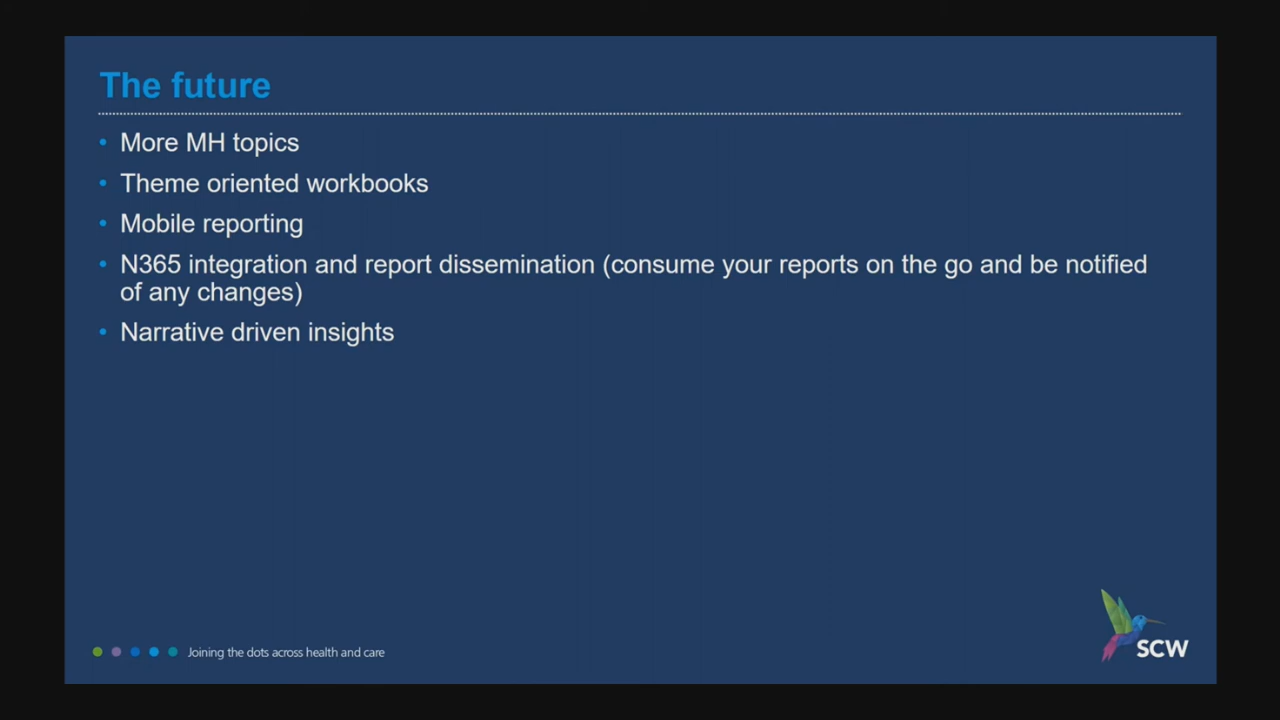 The future
• More MH topics
• Theme oriented workbooks
• Mobile reporting
• N365 integration and report dissemination (consume your reports on the go and be notified
of any changes)
• Narrative driven insights
Joining the dots across health and care
SCW